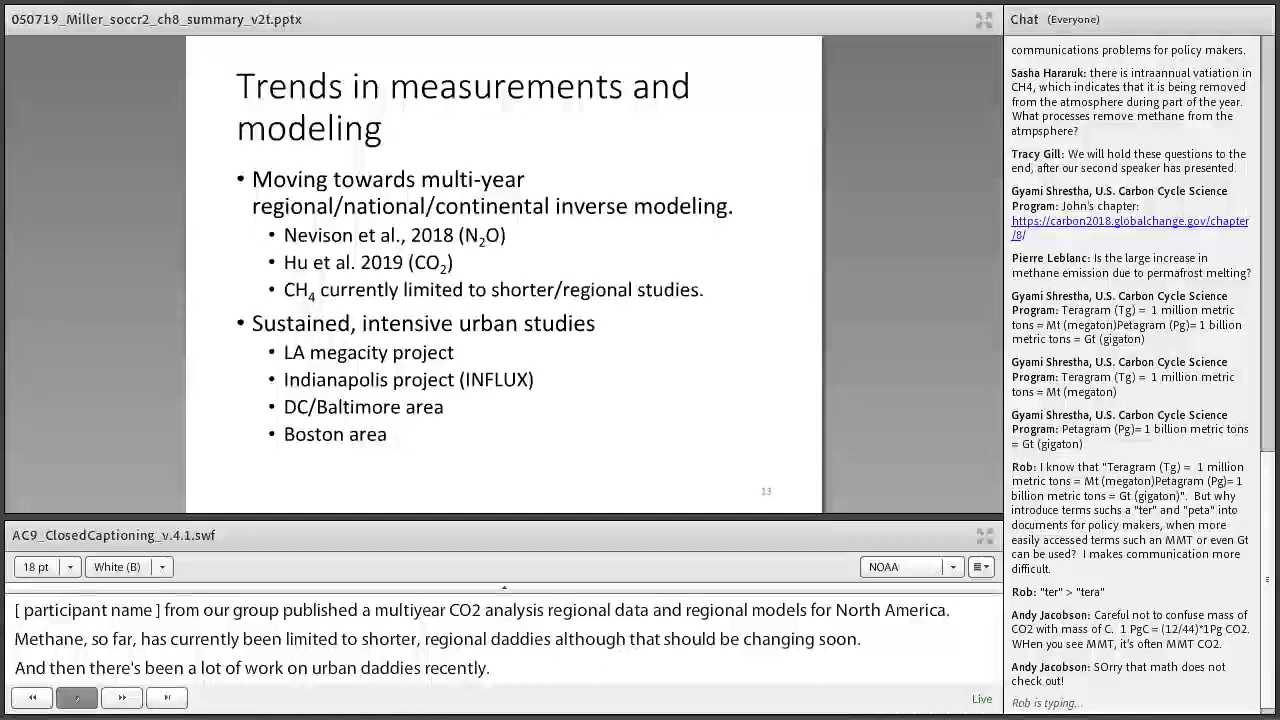 050719_Miller_soccr2_ch8_summary_v2t.pptx
Trends in measurements and
modeling
• Moving towards multi-year
regional/national/continental inverse modeling.
• Nevison et al., 2018 (N2O)
• Hu et al. 2019 (CO2)
• CH4 currently limited to shorter/regional studies.
• Sustained, intensive urban studies
• LA megacity project
• Indianapolis project (INFLUX)
• DC/Baltimore area
• Boston area
13
AC9_ClosedCaptioning_v.4.1.swf
18 pt
White (B)
NOAA
[ participant name ] from our group published a multiyear CO2 analysis regional data and regional models for North America.
Methane, so far, has currently been limited to shorter, regional daddies although that should be changing soon.
And then there's been a lot of work on urban daddies recently.
Live
Chat (Everyone)
communications problems for policy makers.
Sasha Hararuk: there is intraannual vatiation in
CH4, which indicates that it is being removed
from the atmosphere during part of the year.
What processes remove methane from the
atmpsphere?
Tracy Gill: We will hold these questions to the
end, after our second speaker has presented.
Gyami Shrestha, U.S. Carbon Cycle Science
Program: John's chapter:
https://carbon2018.globalchange.gov/chapter
/8/
Pierre Leblanc: Is the large increase in
methane emission due to permafrost melting?
Gyami Shrestha, U.S. Carbon Cycle Science
Program: Teragram (Tg) = 1 million metric
tons = Mt (megaton)Petagram (Pg)= 1 billion
metric tons = Gt (gigaton)
Gyami Shrestha, U.S. Carbon Cycle Science
Program: Teragram (Tg) = 1 million metric
tons = Mt (megaton)
Gyami Shrestha, U.S. Carbon Cycle Science
Program: Petagram (Pg)= 1 billion metric tons
= Gt (gigaton)
Rob: I know that "Teragram (Tg) = 1 million
metric tons = Mt (megaton)Petagram (Pg)= 1
billion metric tons = Gt (gigaton)". But why
introduce terms suchs a "ter" and "peta" into
documents for policy makers, when more
easily accessed terms such an MMT or even Gt
can be used? I makes communication more
difficult.
Rob: "ter" > "tera"
Andy Jacobson: Careful not to confuse mass of
CO2 with mass of C. 1 PgC = (12/44)*1Pg CO2.
WHen you see MMT, it's often MMT CO2.
Andy Jacobson: SOrry that math does not
check out!
Rob is typing...